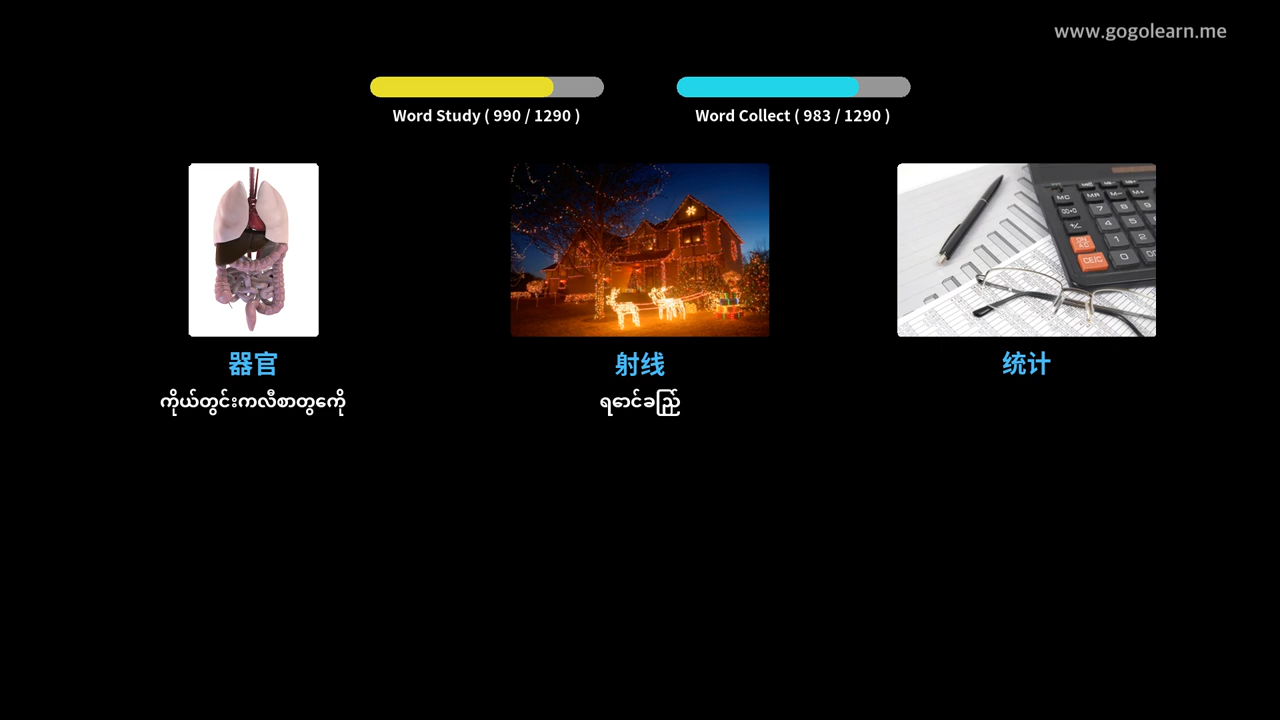 www.gogolearn.me
Word Study ( 990 / 1290 )
Word Collect ( 983 / 1290 )
器官
射线
统计
ကိုယ်တွင်းကလီစာတွကေို
ရောင်ခြည်